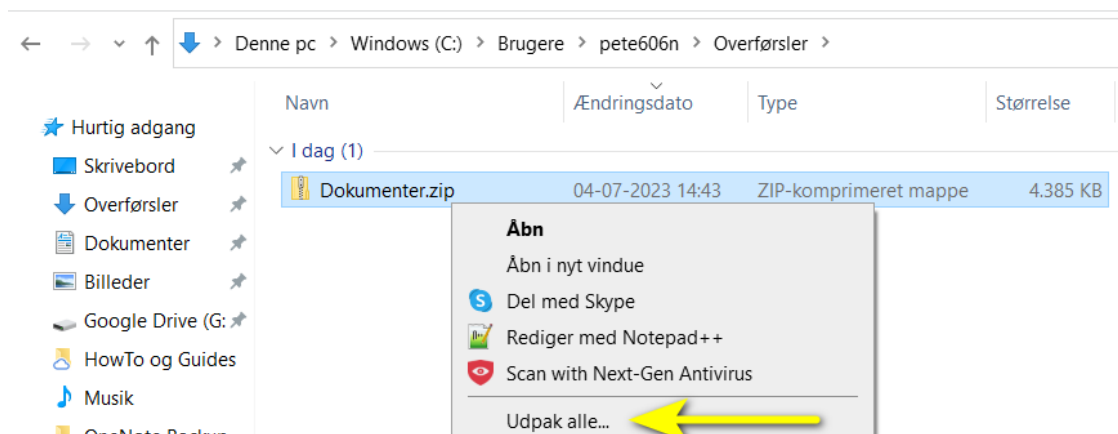 Denne pc > Windows (C:) > Brugere > pete606n > Overførsler >
Navn Ændringsdato Type Størrelse
Hurtig adgang
I dag (1)
Skrivebord
Dokumenter.zip 04-07-2023 14:43 ZIP-komprimeret mappe 4.385 KB
Overførsler
Åbn
Dokumenter
Åbn i nyt vindue
Billeder
Del med Skype
Google Drive (G:
Rediger med Notepad++
HowTo og Guides
Scan with Next-Gen Antivirus
Musik
Udpak alle...
OneNote Backup